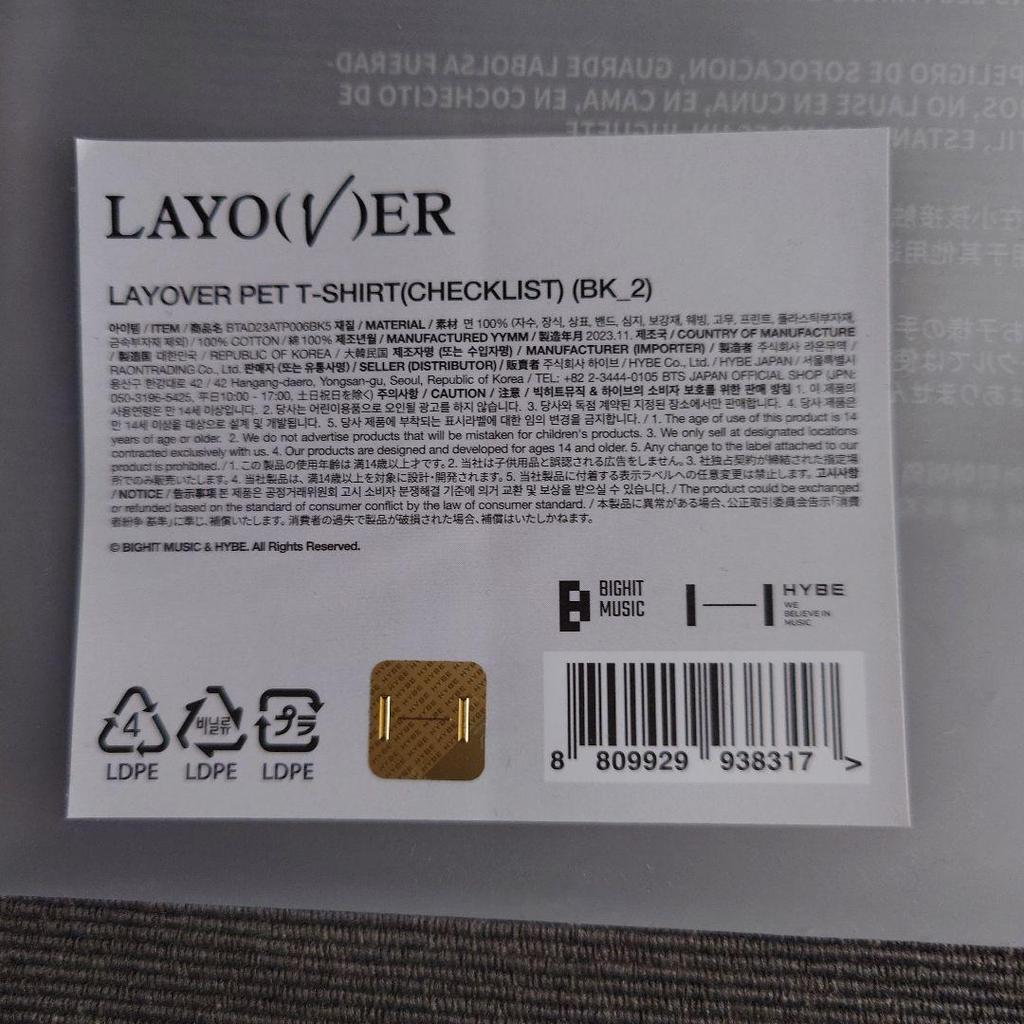 PELIGRO DE SOFOCACION, GUARDE LABOLSA FUERAD-
NO LAUSE EN CUNA, EN CAMA, EN COCHECITO DE
LAYO(V)ER
LAYOVER PET T-SHIRT(CHECKLIST) (BK_2)
아이템 / ITEM / 商品名 BTAD23ATP006BK5 재질 / MATERIAL / 素材 면 100% (자수, 장식, 상표, 밴드, 심지, 보강재, 웨빙, 고무, 프린트, 플라스틱부자재,
금속부자재 제외) / 100% COTTON / 綿 100% 제조년월 / MANUFACTURED YYMM / 製造年月 2023.11. 제조국 / COUNTRY OF MANUFACTURE
/ 製造国 대한민국 / REPUBLIC OF KOREA / 大韓民国 제조자명 (또는 수입자명) / MANUFACTURER (IMPORTER) / 製造者 주식회사 라온무역 /
RAONTRADING Co., Ltd. 판매자 (또는 유통사명) / SELLER (DISTRIBUTOR) / 販賣者 주식회사 하이브 / HYBE Co., Ltd. / HYBE JAPAN / 서울특별시
용산구 한강대로 42 / 42 Hangang-daero, Yongsan-gu, Seoul, Republic of Korea / TEL: +82 2-3444-0105 BTS JAPAN OFFICIAL SHOP (JPN:
050-3196-5425, 平日10:00 - 17:00, 土日祝日を除く) 주의사항 / CAUTION / 注意 / 빅히트뮤직 & 하이브의 소비자 보호를 위한 판매 방침 1. 이 제품의
사용연령은 만 14세 이상입니다. 2. 당사는 어린이용품으로 오인될 광고를 하지 않습니다. 3. 당사와 독점 계약된 지정된 장소에서만 판매합니다. 4. 당사 제품은
만 14세 이상을 대상으로 설계 및 개발됩니다. 5. 당사 제품에 부착되는 표시라벨에 대한 임의 변경을 금지합니다. / 1. The age of use of this product is 14
years of age or older. 2. We do not advertise products that will be mistaken for children's products. 3. We only sell at designated locations
contracted exclusively with us. 4. Our products are designed and developed for ages 14 and older. 5. Any change to the label attached to our
product is prohibited. / 1. この製品の使用年齢は満14歳以上才です。2. 当社は子供用品と誤認される広告をしません。3. 社独占契約が締結された指定場
所でのみ販売いたします。4. 当社製品は、満14歳以上を対象に設計・開発されます。5. 当社製品に付着する表示ラベルへの任意変更は禁止します。고시사항
/ NOTICE / 告示事項 본 제품은 공정거래위원회 고시 소비자 분쟁해결 기준에 의거 교환 및 보상을 받으실 수 있습니다. / The product could be exchanged
or refunded based on the standard of consumer conflict by the law of consumer standard. / 本製品に異常がある場合、公正取引委員会告示「消費
者紛争 基準」に準じ、補償いたします。消費者の過失で製品が破損された場合、補償はいたしかねます。
© BIGHIT MUSIC & HYBE. All Rights Reserved.
BIGHIT
MUSIC
HYBE
WE
BELIEVE IN
MUSIC
4
비닐류
プラ
LDPE LDPE LDPE
HYBE
8 809929 938317 >